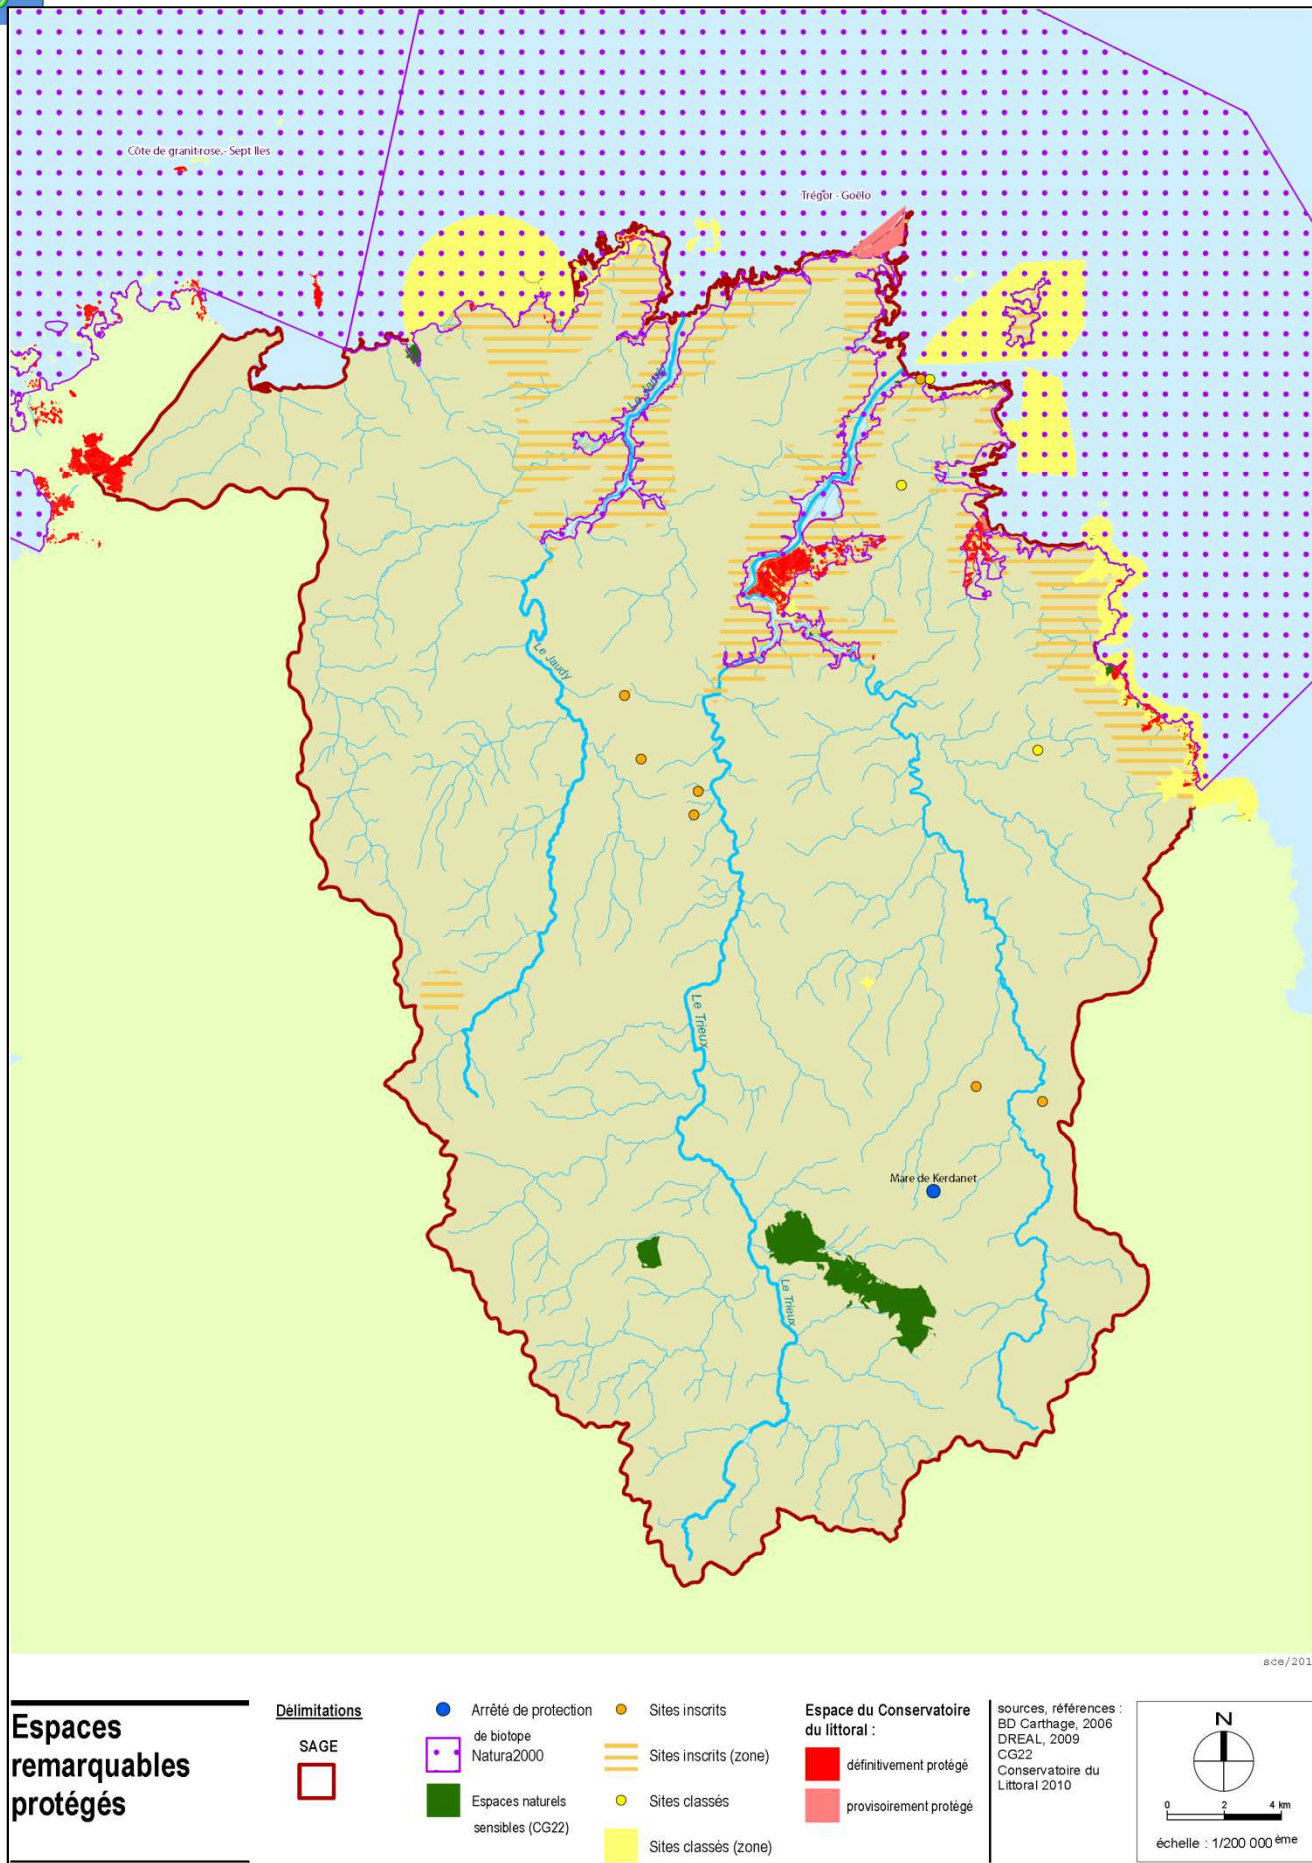 Côte de granit rose - Sept Iles
Trégor - Goëlo
Le Jaudy
Le Jaudy
Le Trieux
Mare de Kerdanet
Le Trieux
sce/201
Espaces
remarquables
protégés
Délimitations
SAGE
Arrêté de protection
de biotope
Natura2000
Espaces naturels
sensibles (CG22)
Sites inscrits
Sites inscrits (zone)
Sites classés
Sites classés (zone)
Espace du Conservatoire
du littoral :
définitivement protégé
provisoirement protégé
sources, références :
BD Carthage, 2006
DREAL, 2009
CG22
Conservatoire du
Littoral 2010
N
0 2 4 km
échelle : 1/200 000 ème